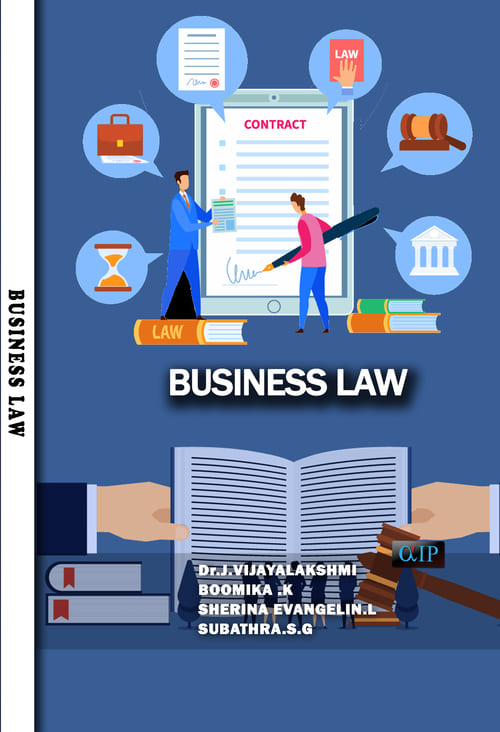 BUSINESS LAW
LAW
CONTRACT
LAW
BUSINESS LAW
αIP
Dr.J.VIJAYALAKSHMI
BOOMIKA .K
SHERINA EVANGELIN.L
SUBATHRA.S.G